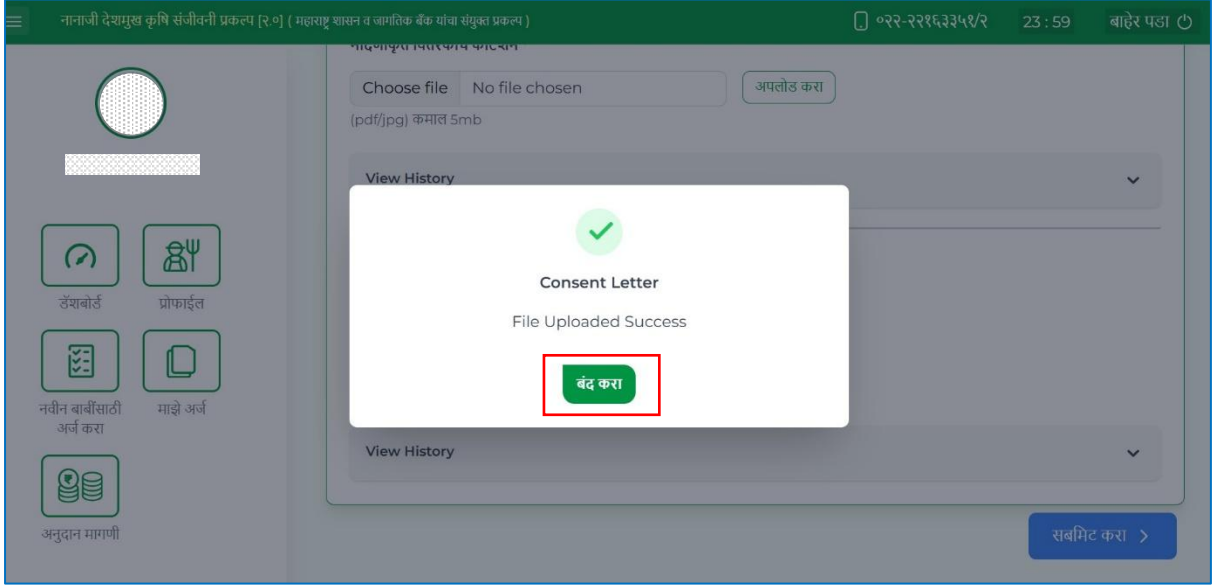 नानाजी देशमुख कृषि संजीवनी प्रकल्प [२.०] ( महाराष्ट्र शासन व जागतिक बँक यांचा संयुक्त प्रकल्प )
०२२-२२१६३३५१/२
23 : 59
बाहेर पडा
Choose file No file chosen
अपलोड करा
(pdf/jpg) कमाल 5mb
View History
Consent Letter
File Uploaded Success
बंद करा
View History
सबमिट करा
डॅशबोर्ड
प्रोफाईल
नवीन बाबींसाठी
अर्ज करा
माझे अर्ज
अनुदान मागणी